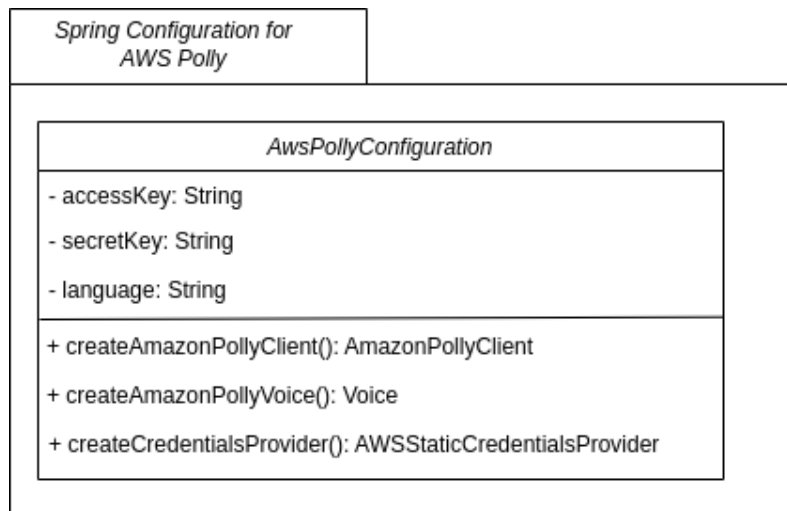 Spring Configuration for
AWS Polly
AwsPollyConfiguration
- accessKey: String
- secretKey: String
- language: String
+ createAmazonPollyClient(): AmazonPollyClient
+ createAmazonPollyVoice(): Voice
+ createCredentialsProvider(): AWSStaticCredentialsProvider